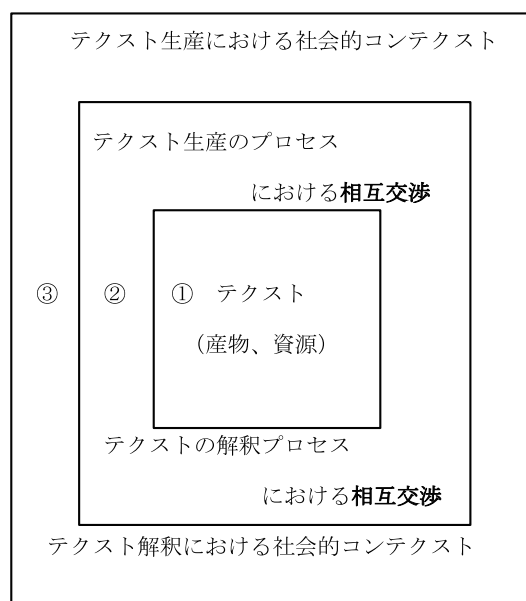 テクスト生産における社会的コンテクスト
テクスト生産のプロセス
における相互交渉
③ ② ① テクスト
（産物、資源）
テクストの解釈プロセス
における相互交渉
テクスト解釈における社会的コンテクスト